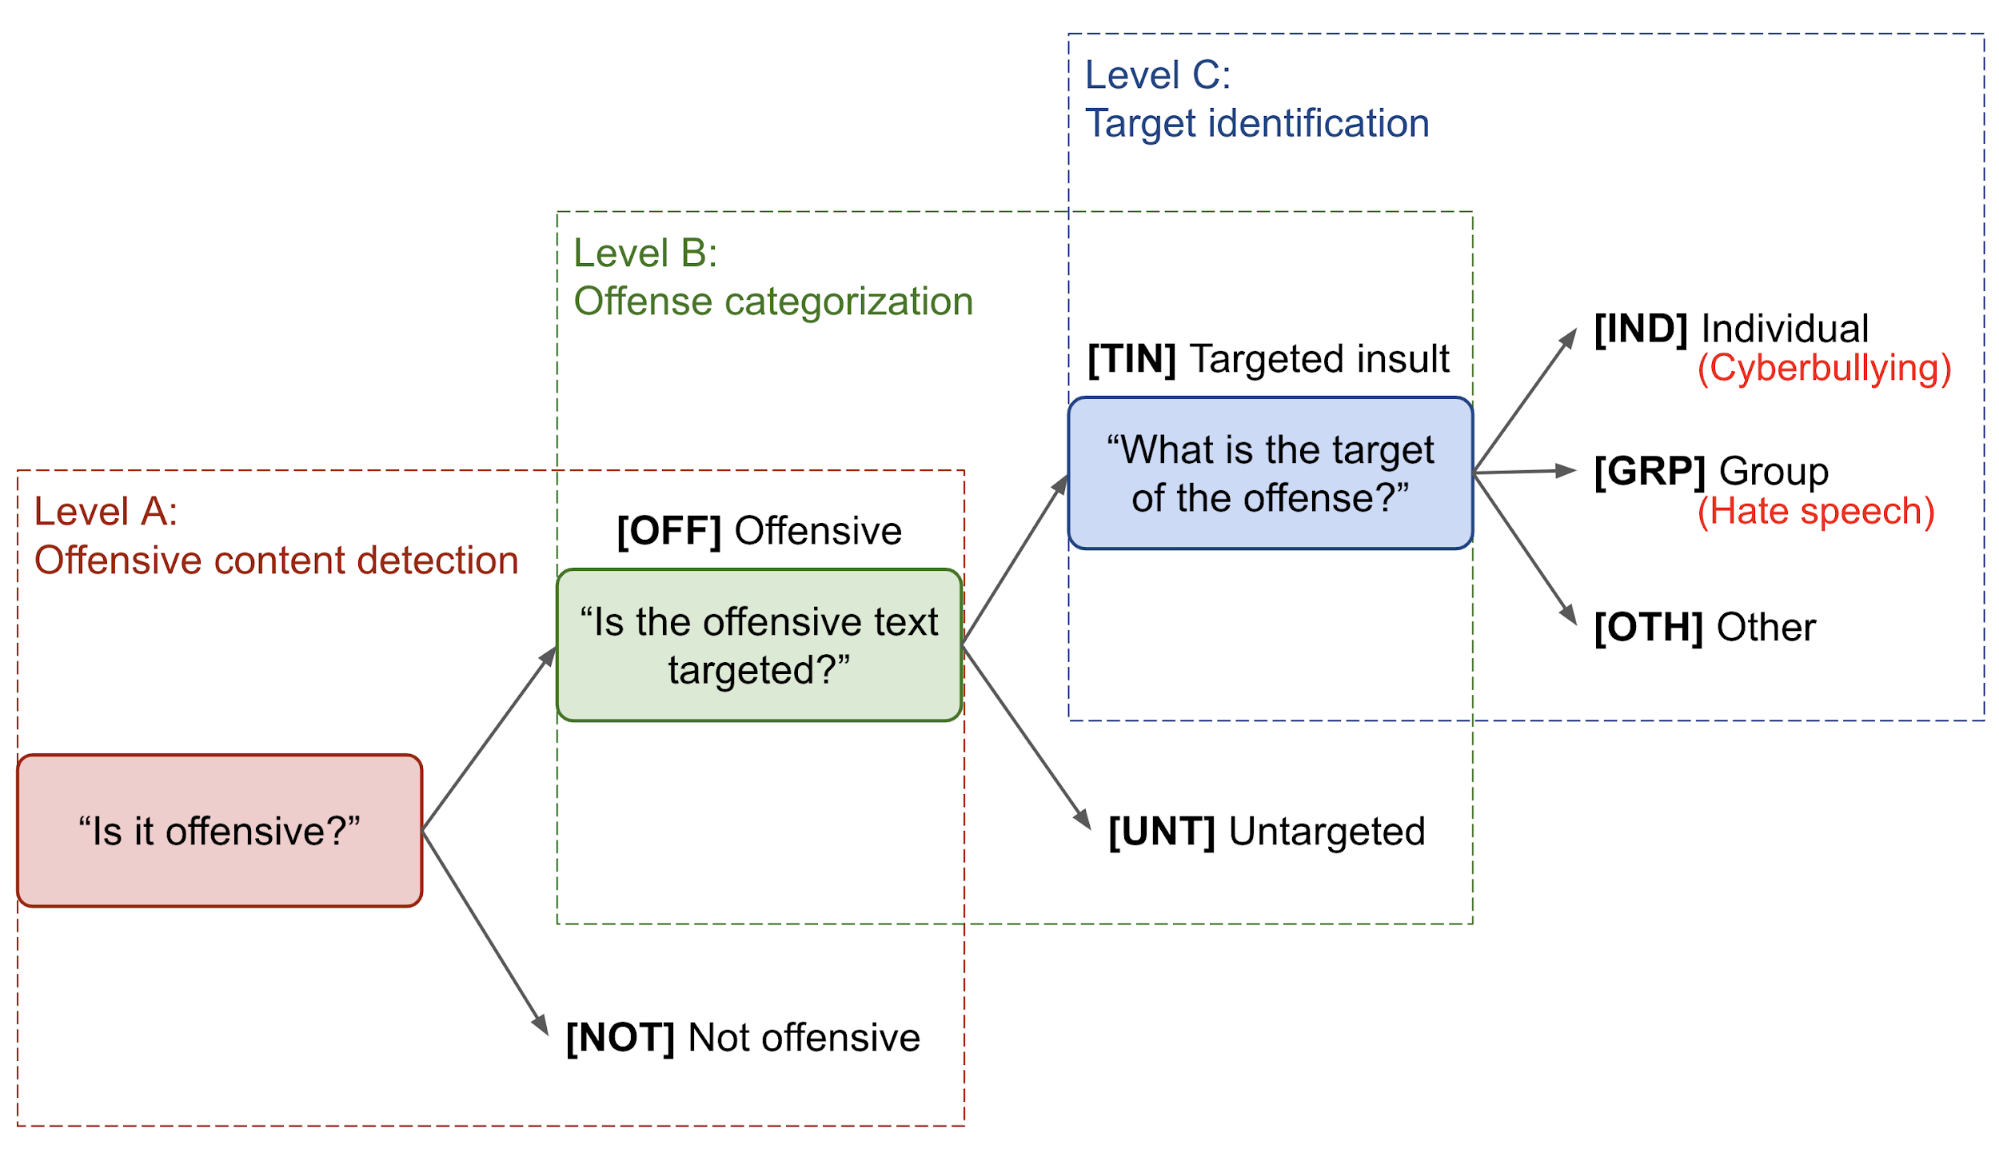 Level A:
Offensive content detection
“Is it offensive?”
[OFF] Offensive
[NOT] Not offensive
Level B:
Offense categorization
“Is the offensive text
targeted?”
[TIN] Targeted insult
[UNT] Untargeted
Level C:
Target identification
“What is the target
of the offense?”
[IND] Individual
(Cyberbullying)
[GRP] Group
(Hate speech)
[OTH] Other